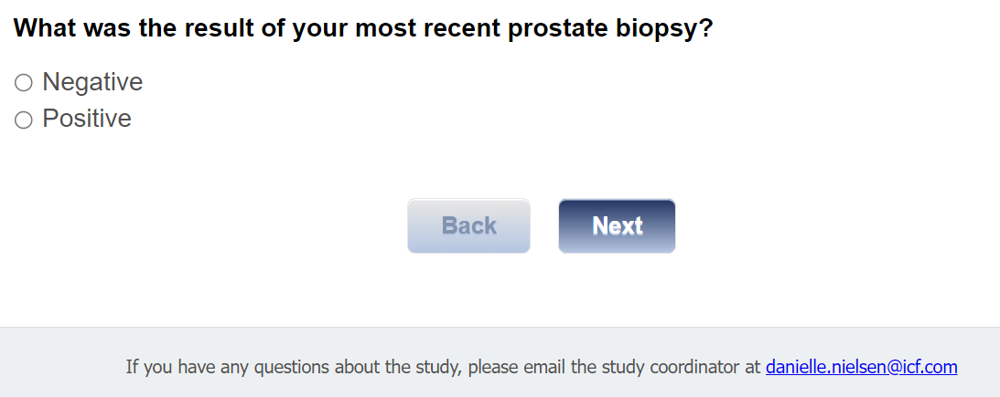 What was the result of your most recent prostate biopsy?
Negative
Positive
Back
Next
If you have any questions about the study, please email the study coordinator at danielle.nielsen@icf.com